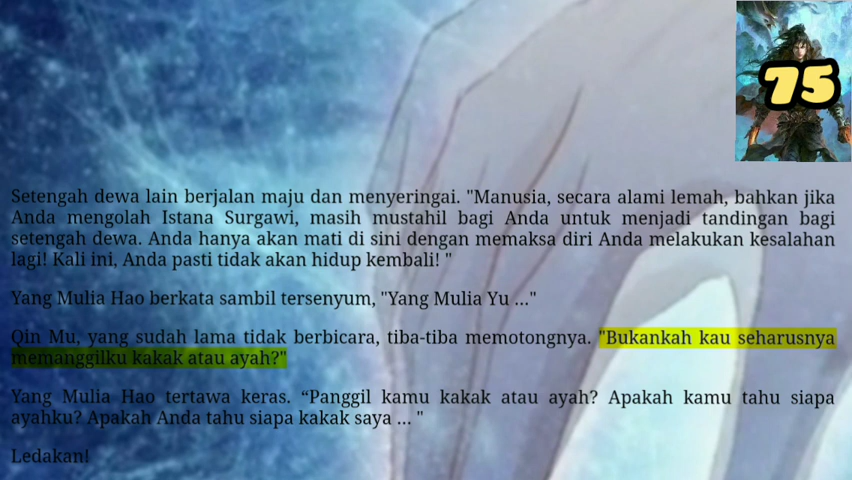 75
Setengah dewa lain berjalan maju dan menyeringai. "Manusia, secara alami lemah, bahkan jika
Anda mengolah Istana Surgawi, masih mustahil bagi Anda untuk menjadi tandingan bagi
setengah dewa. Anda hanya akan mati di sini dengan memaksa diri Anda melakukan kesalahan
lagi! Kali ini, Anda pasti tidak akan hidup kembali! "
Yang Mulia Hao berkata sambil tersenyum, "Yang Mulia Yu ..."
Qin Mu, yang sudah lama tidak berbicara, tiba-tiba memotongnya. "Bukankah kau seharusnya
memanggilku kakak atau ayah?"
Yang Mulia Hao tertawa keras. “Panggil kamu kakak atau ayah? Apakah kamu tahu siapa
ayahku? Apakah Anda tahu siapa kakak saya ... "
Ledakan!